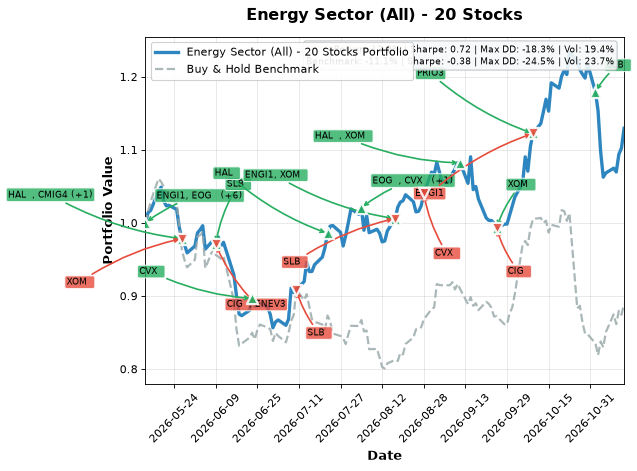 Energy Sector (All) - 20 Stocks
Energy Sector (All) - 20 Stocks Portfolio
Buy & Hold Benchmark
Sharpe: 0.72 | Max DD: -18.3% | Vol: 19.4%
Benchmark: -11.1% | Sharpe: -0.38 | Max DD: -24.5% | Vol: 23.7%
PRIO3
HAL , XOM
HAL
SLB
ENGI1, XOM
EOG , CVX (+1)
ENGI1
XOM
HAL , CMIG4 (+1)
ENGI1, EOG (+6)
SLB
CVX
CVX
CIG
XOM
CIG , ENEV3
SLB
1.2
1.1
1.0
0.9
0.8
Portfolio Value
2026-05-24
2026-06-09
2026-06-25
2026-07-11
2026-07-27
2026-08-12
2026-08-28
2026-09-13
2026-09-29
2026-10-15
2026-10-31
Date